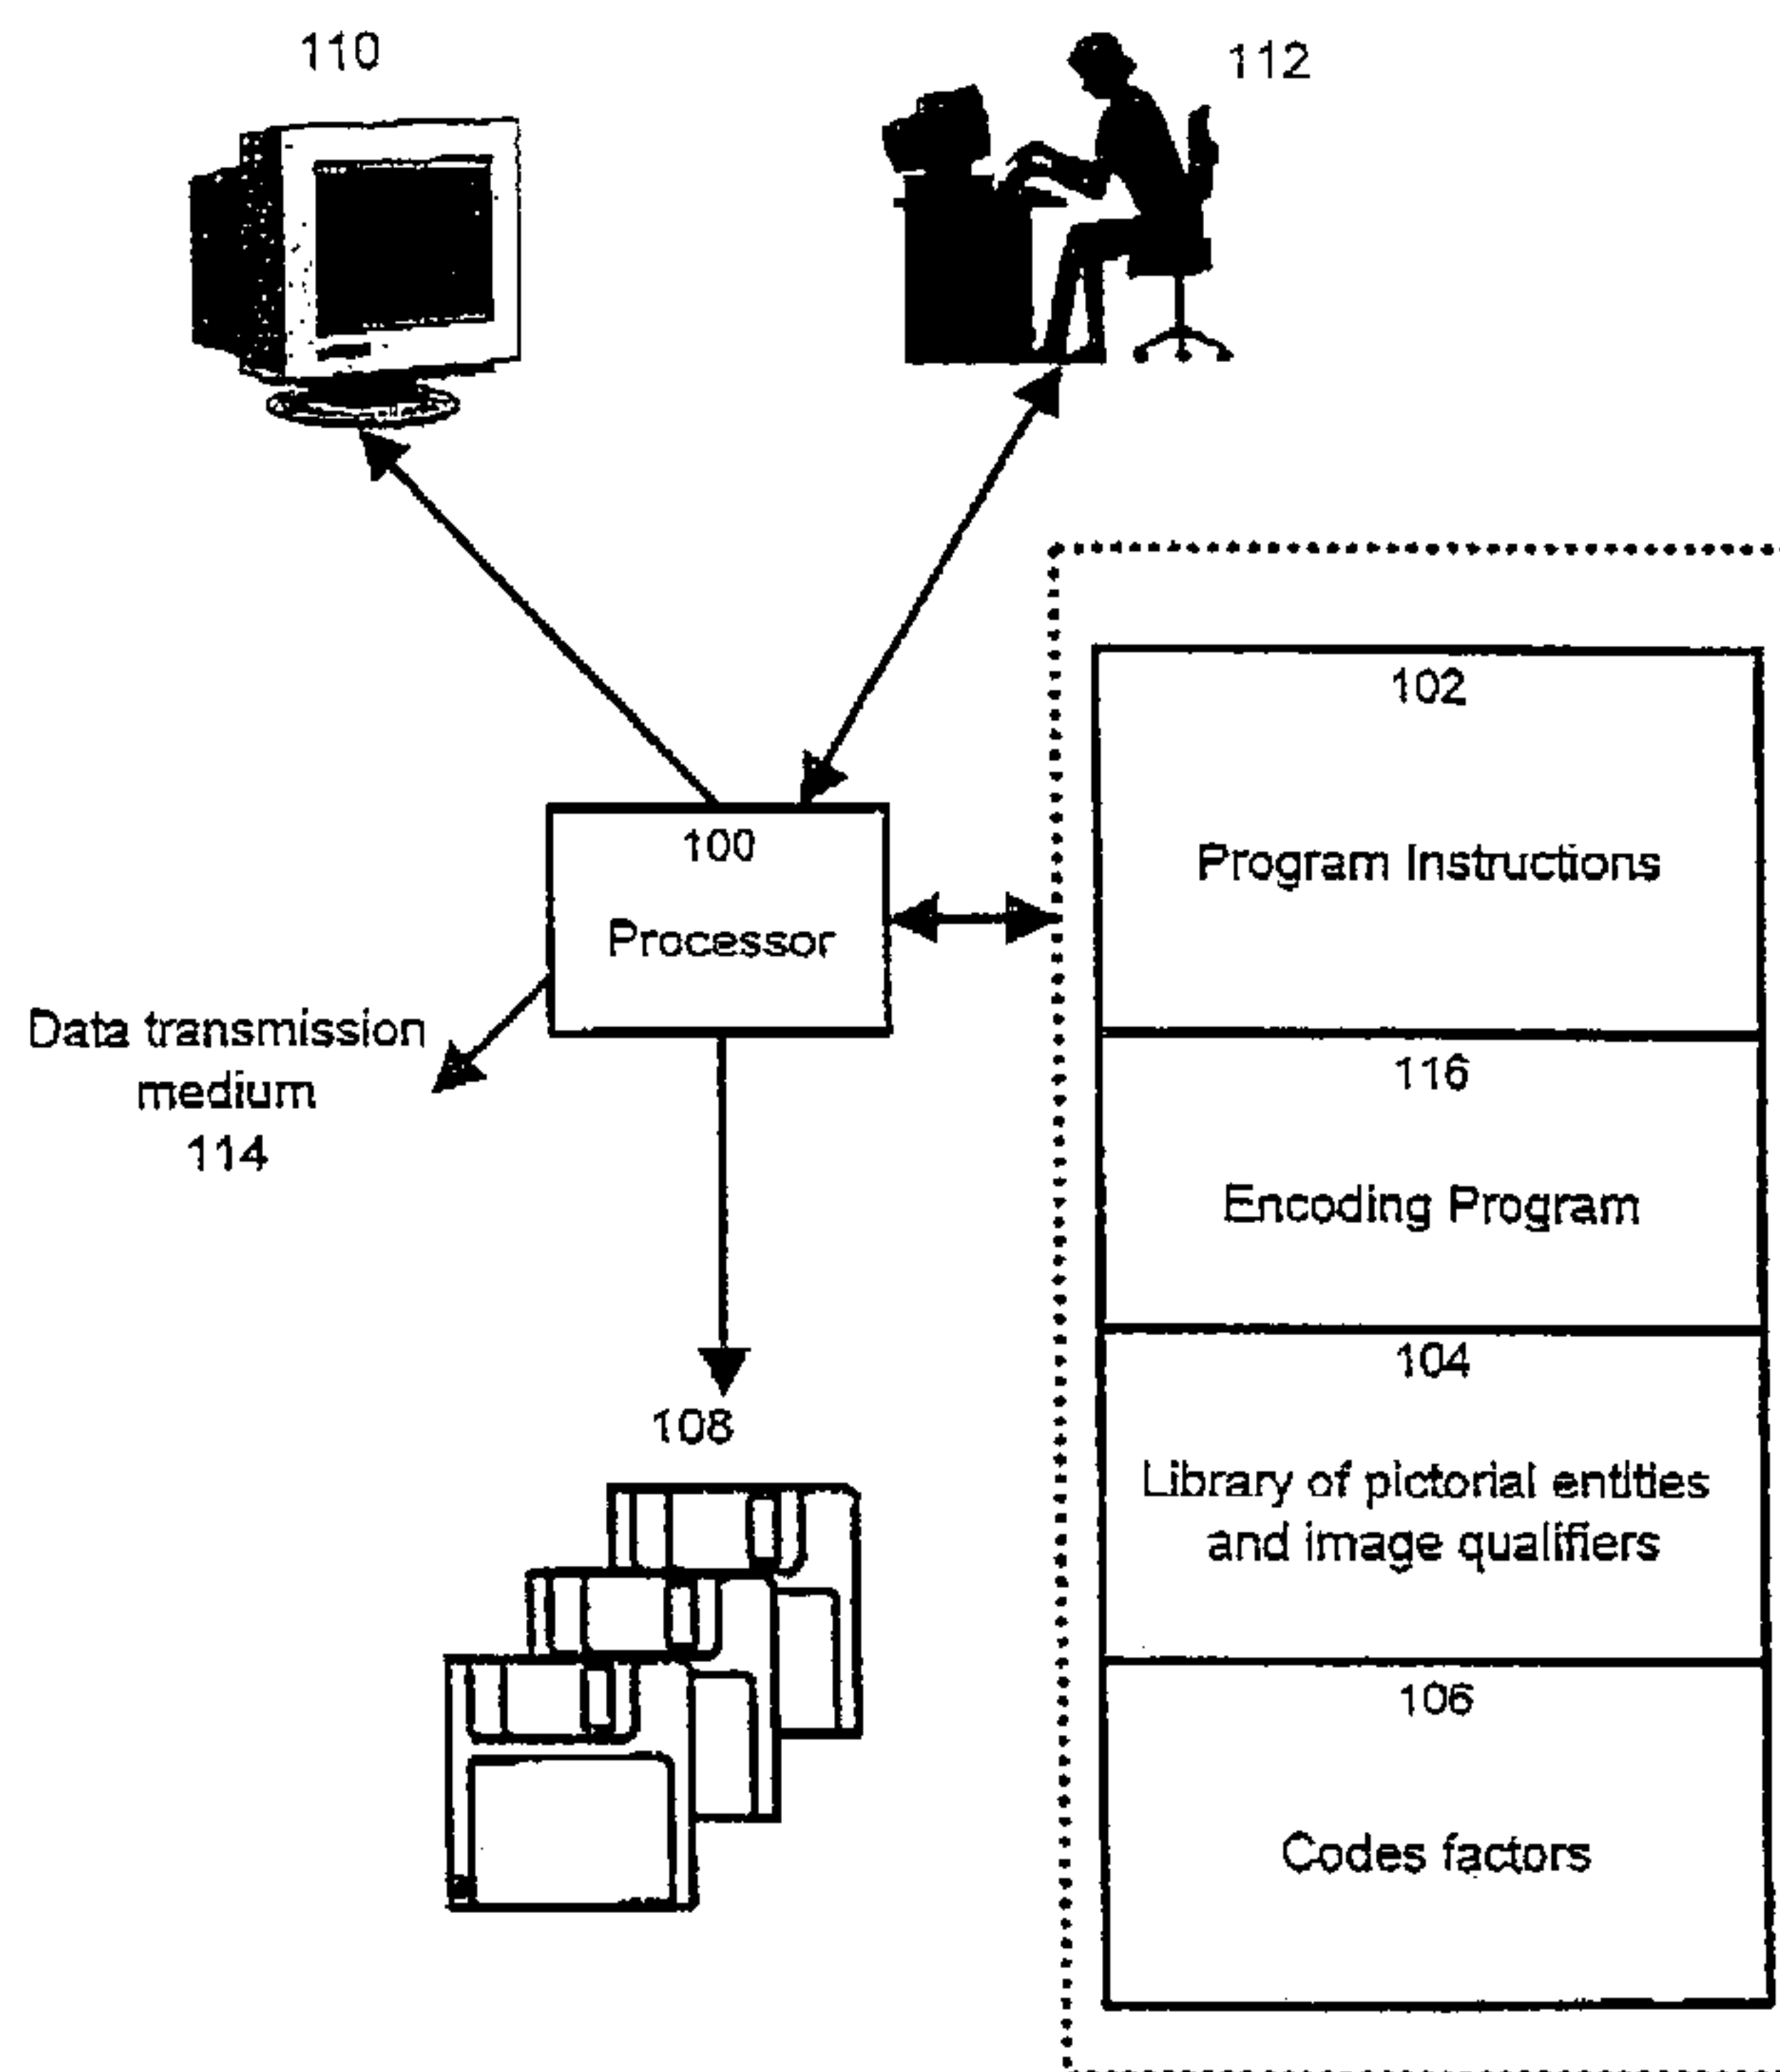 110
112
102
Program Instructions
100
Processor
Data transmission
medium
114
116
Encoding Program
104
Library of pictorial entities
and image qualifiers
108
106
Codes factors